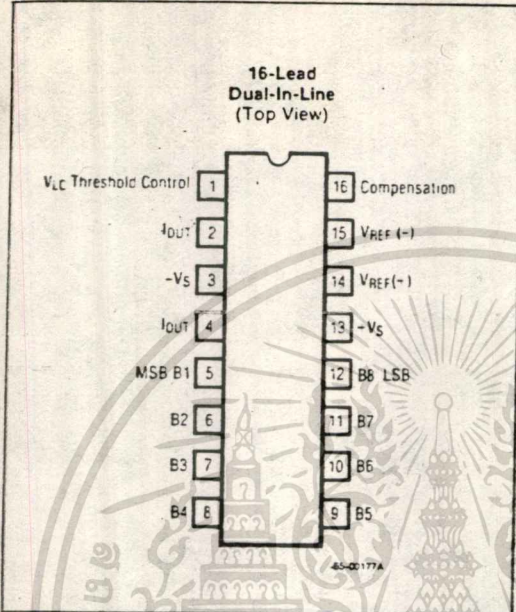 16-Lead
Dual-In-Line
(Top View)
VLC Threshold Control 1
16 Compensation
IOUT 2
15 VREF (-)
-VS 3
14 VREF(-)
IOUT 4
13 -VS
MSB B1 5
12 B8 LSB
B2 6
11 B7
B3 7
10 B6
B4 8
9 B5
65-00177A